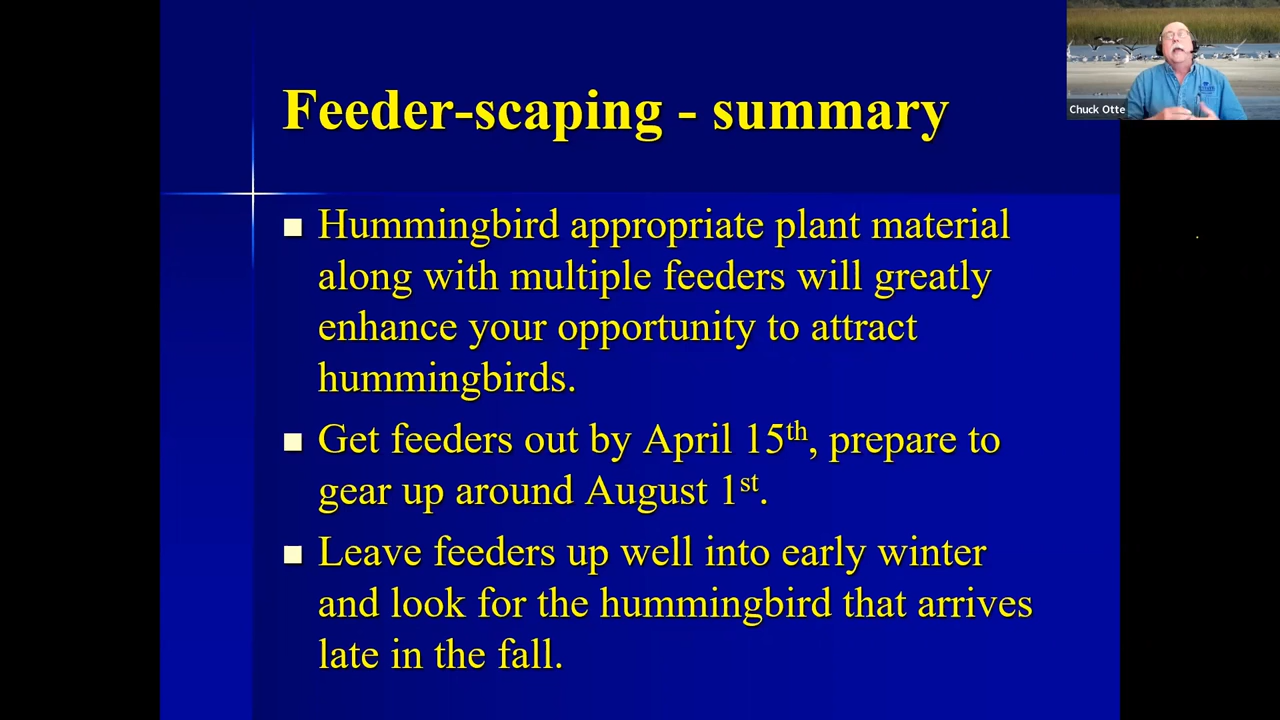 Feeder-scaping - summary
Chuck Otte
Hummingbird appropriate plant material
along with multiple feeders will greatly
enhance your opportunity to attract
hummingbirds.
Get feeders out by April 15th, prepare to
gear up around August 1st.
Leave feeders up well into early winter
and look for the hummingbird that arrives
late in the fall.